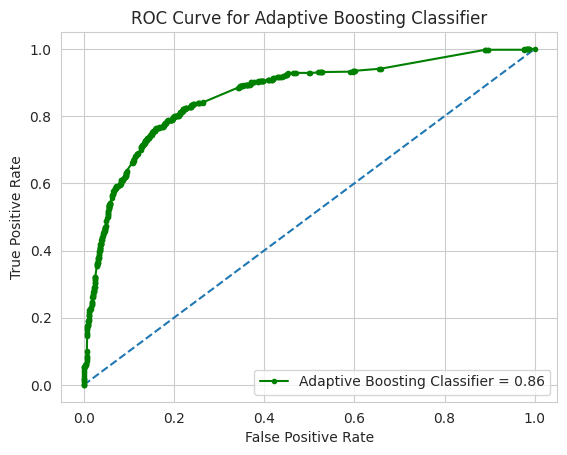 ROC Curve for Adaptive Boosting Classifier
True Positive Rate
1.0
0.8
0.6
0.4
0.2
0.0
Adaptive Boosting Classifier = 0.86
0.0 0.2 0.4 0.6 0.8 1.0
False Positive Rate